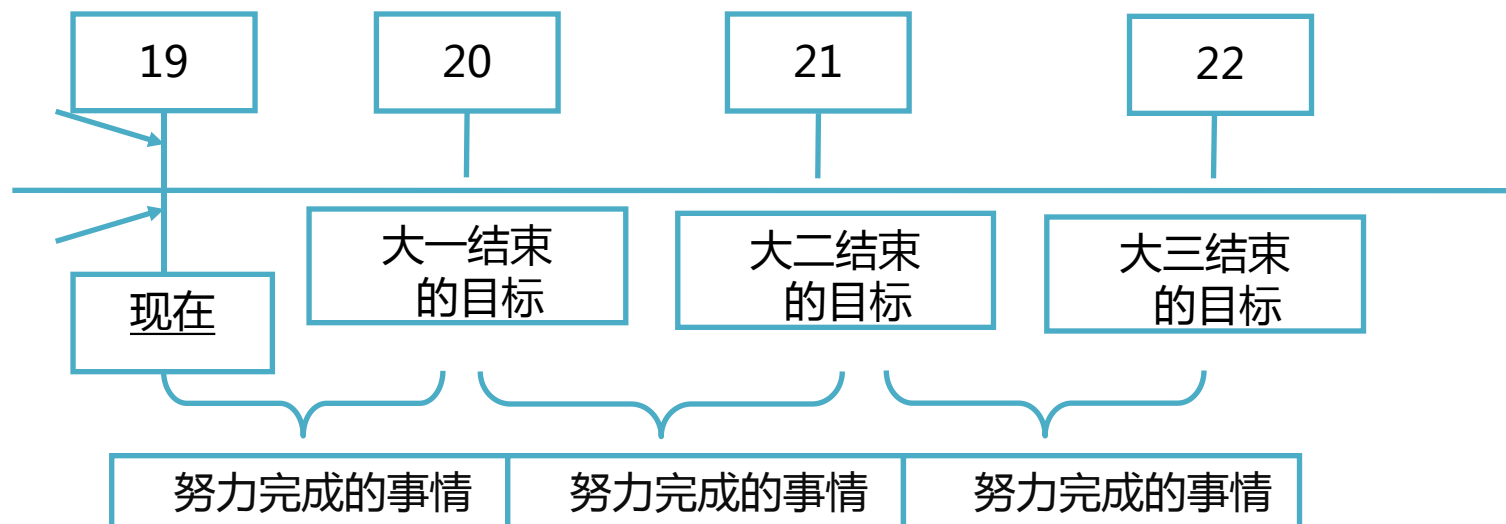 19
20
21
22
大一结束
的目标
大二结束
的目标
大三结束
的目标
现在
努力完成的事情
努力完成的事情
努力完成的事情